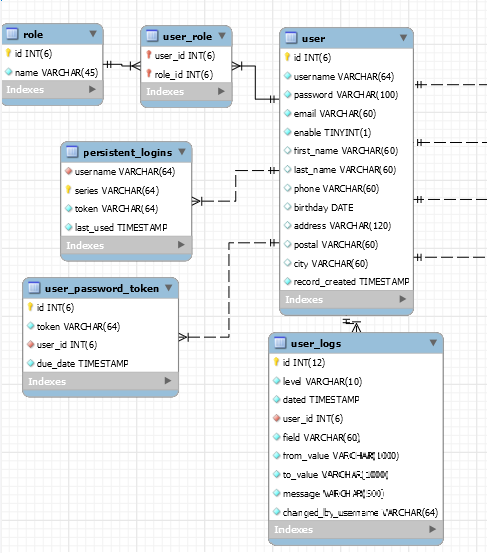 role
id INT(6)
name VARCHAR(45)
Indexes
user_role
user_id INT(6)
role_id INT(6)
Indexes
user
id INT(6)
username VARCHAR(64)
password VARCHAR(100)
email VARCHAR(60)
enable TINYINT(1)
first_name VARCHAR(60)
last_name VARCHAR(60)
phone VARCHAR(60)
birthday DATE
address VARCHAR(120)
postal VARCHAR(60)
city VARCHAR(60)
record_created TIMESTAMP
Indexes
persistent_logins
username VARCHAR(64)
series VARCHAR(64)
token VARCHAR(64)
last_used TIMESTAMP
Indexes
user_password_token
id INT(6)
token VARCHAR(64)
user_id INT(6)
due_date TIMESTAMP
Indexes
user_logs
id INT(12)
level VARCHAR(10)
dated TIMESTAMP
user_id INT(6)
field VARCHAR(60)
from_value VARCHAR(1000)
to_value VARCHAR(1000)
message VARCHAR(500)
changed_by_username VARCHAR(64)
Indexes